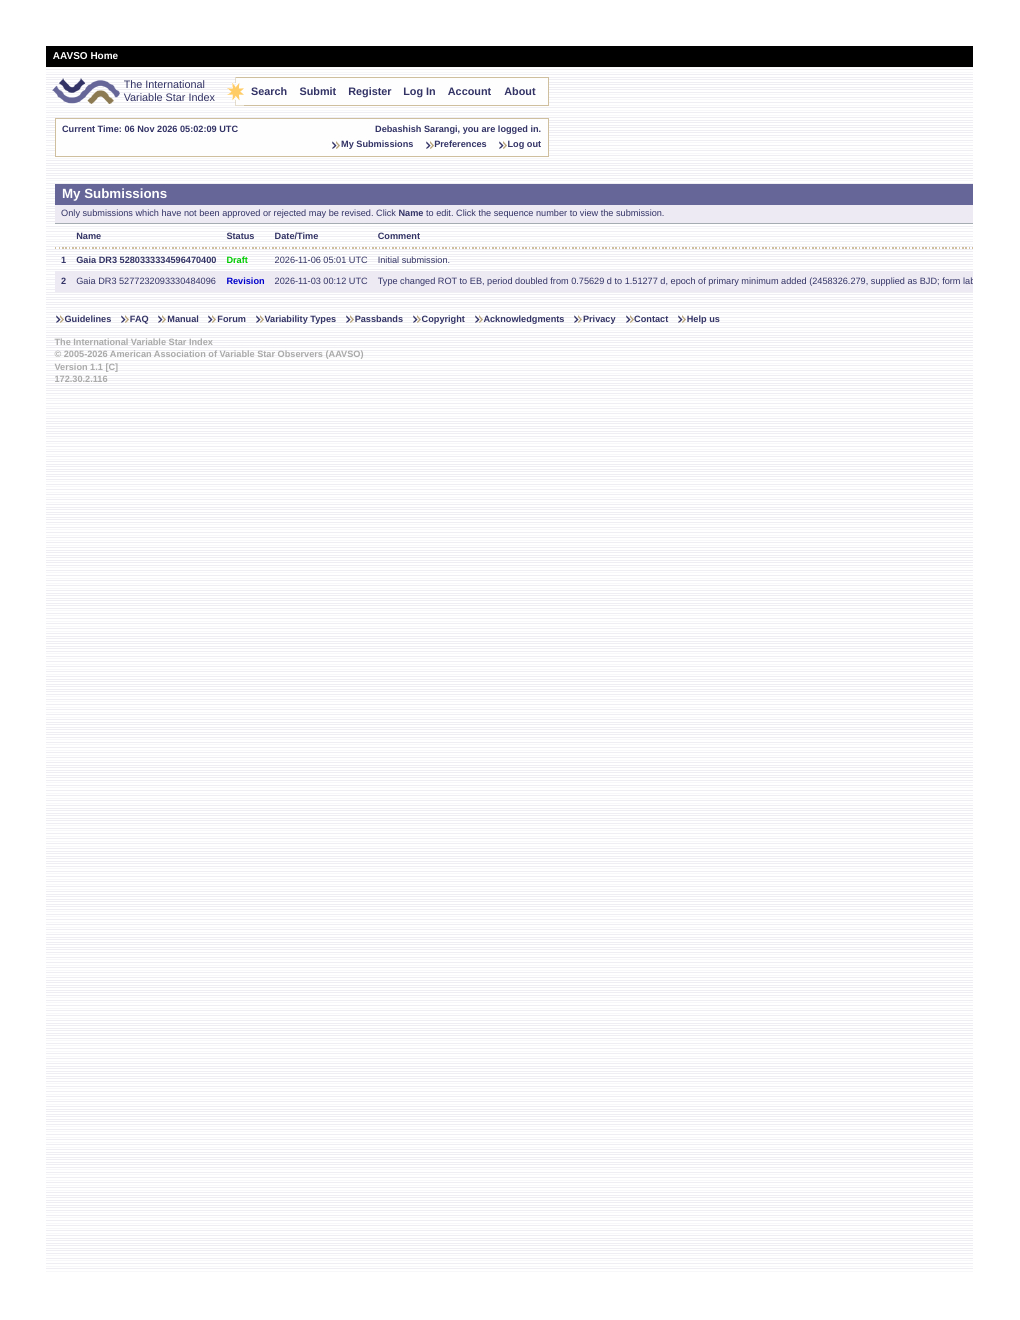 AAVSO Home
The International
Variable Star Index
Search Submit Register Log In Account About
Current Time: 06 Nov 2026 05:02:09 UTC Debashish Sarangi, you are logged in.
My Submissions Preferences Log out
My Submissions
Only submissions which have not been approved or rejected may be revised. Click Name to edit. Click the sequence number to view the submission.
Name Status Date/Time Comment
1 Gaia DR3 5280333334596470400 Draft 2026-11-06 05:01 UTC Initial submission.
2 Gaia DR3 5277232093330484096 Revision 2026-11-03 00:12 UTC Type changed ROT to EB, period doubled from 0.75629 d to 1.51277 d, epoch of primary minimum added (2458326.279, supplied as BJD; form lab
Guidelines FAQ Manual Forum Variability Types Passbands Copyright Acknowledgments Privacy Contact Help us
The International Variable Star Index
© 2005-2026 American Association of Variable Star Observers (AAVSO)
Version 1.1 [C]
172.30.2.116